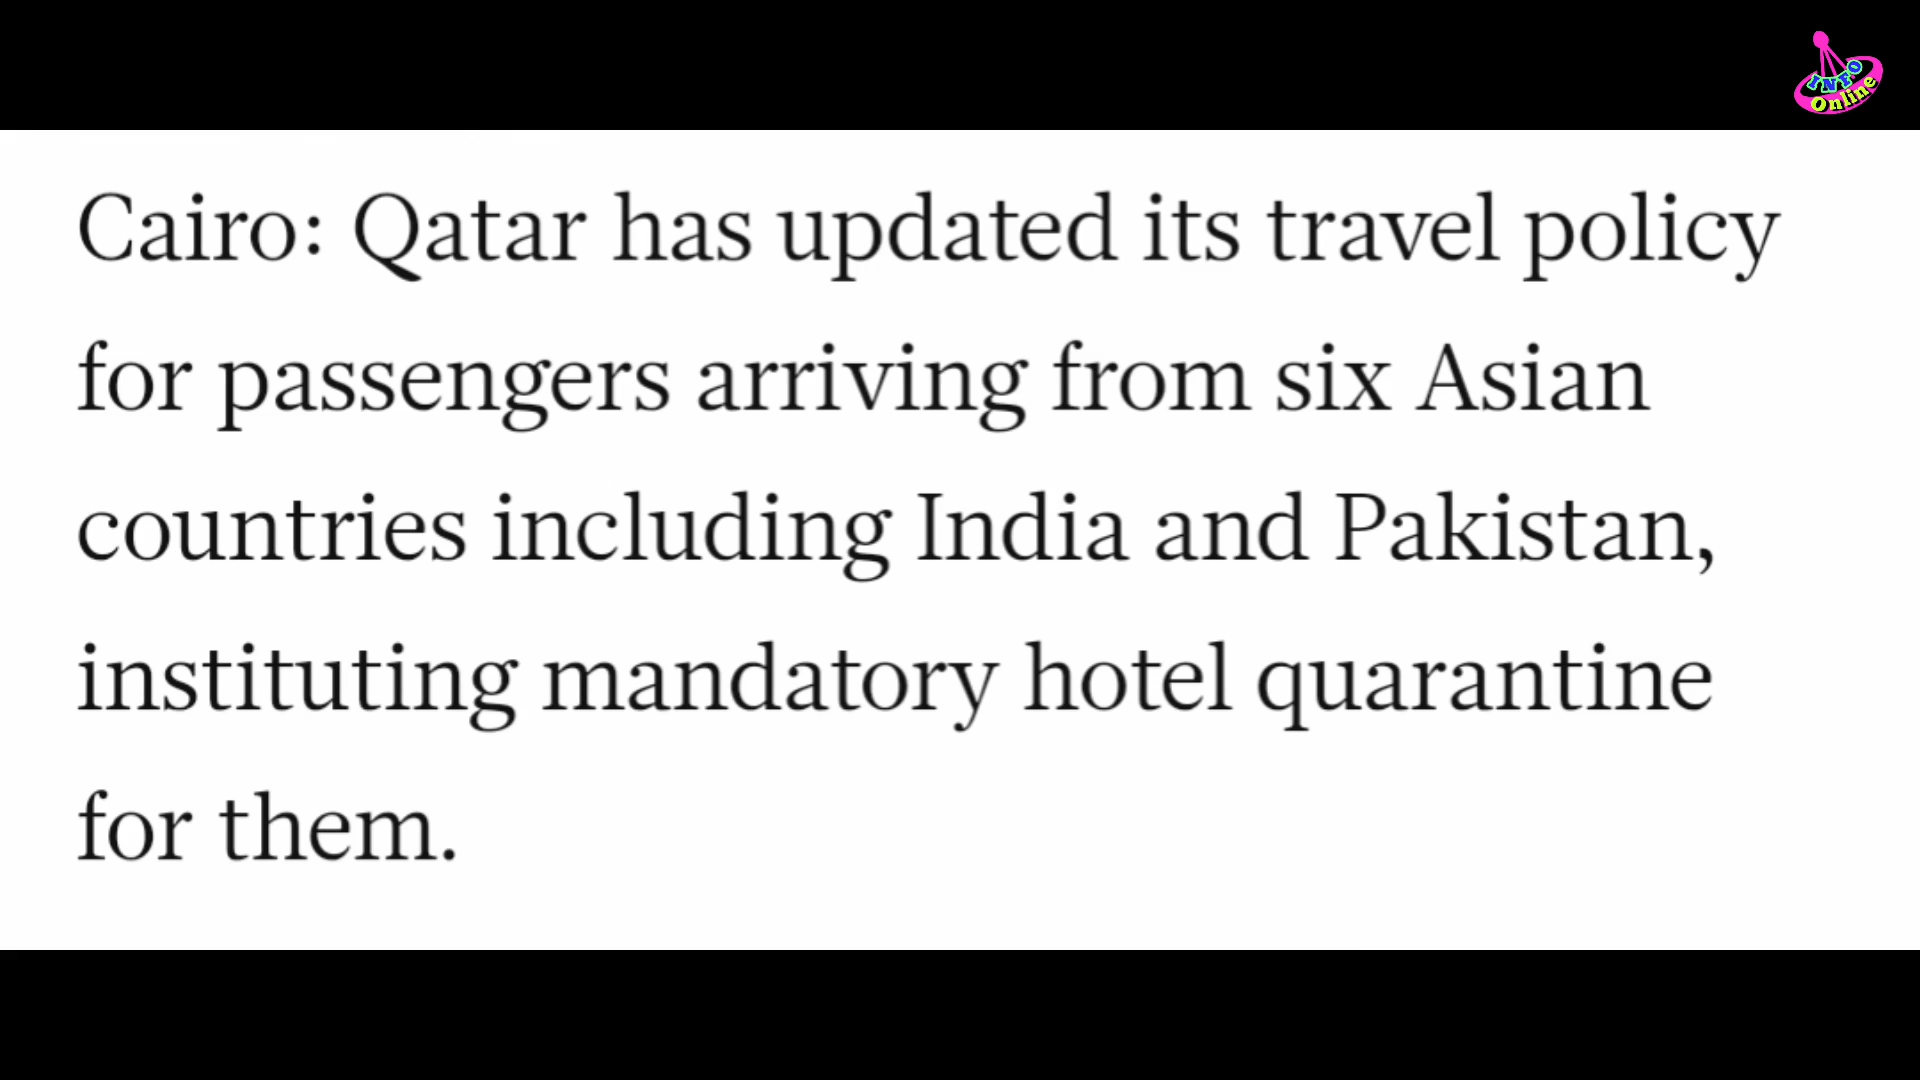 INFO
Online
Cairo: Qatar has updated its travel policy
for passengers arriving from six Asian
countries including India and Pakistan,
instituting mandatory hotel quarantine
for them.